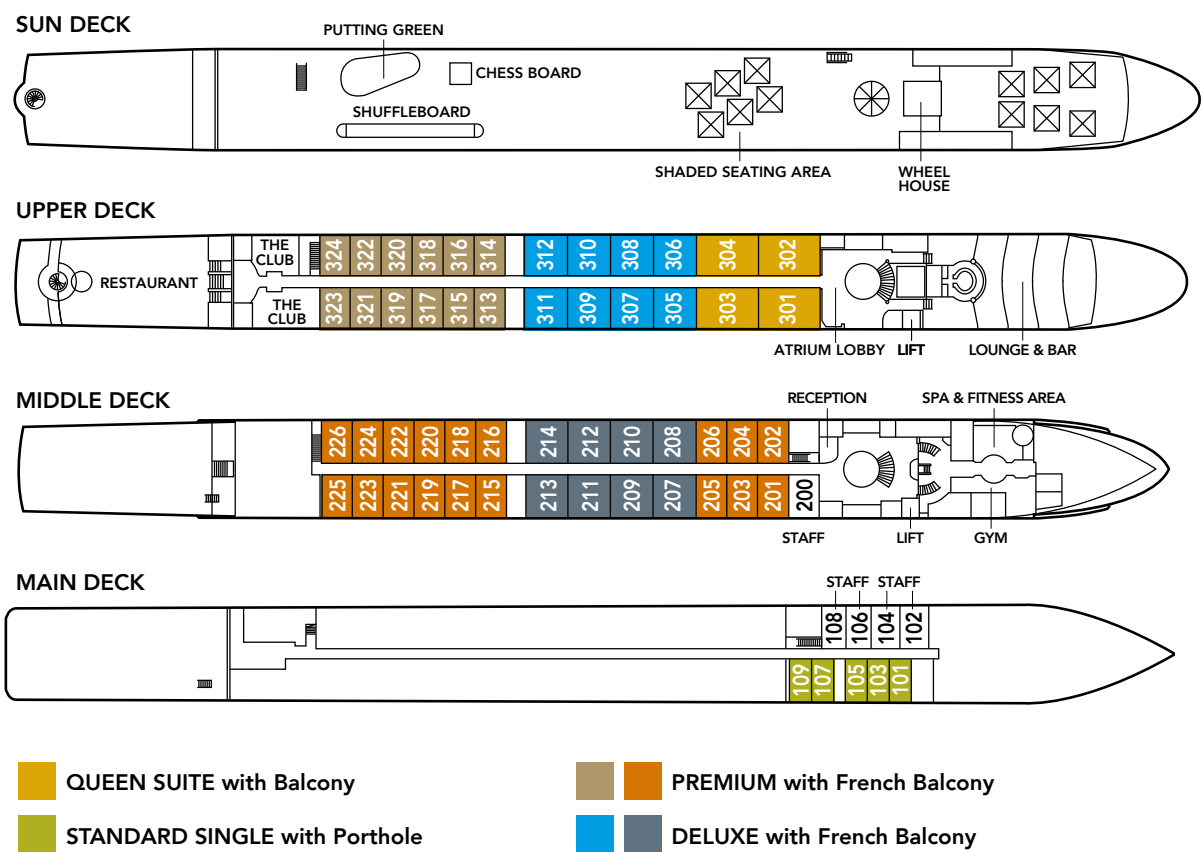 SUN DECK
PUTTING GREEN
CHESS BOARD
SHUFFLEBOARD
SHADED SEATING AREA
WHEEL
HOUSE
UPPER DECK
THE
CLUB
324 322 320 318 316 314 312 310 308 306 304 302
RESTAURANT
THE
CLUB
323 321 319 317 315 313 311 309 307 305 303 301
ATRIUM LOBBY
LIFT
LOUNGE & BAR
MIDDLE DECK
RECEPTION
SPA & FITNESS AREA
226 224 222 220 218 216 214 212 210 208 206 204 202
225 223 221 219 217 215 213 211 209 207 205 203 201 200
STAFF
LIFT
GYM
MAIN DECK
STAFF STAFF
108 106 104 102
109 107 105 103 101
QUEEN SUITE with Balcony
PREMIUM with French Balcony
STANDARD SINGLE with Porthole
DELUXE with French Balcony